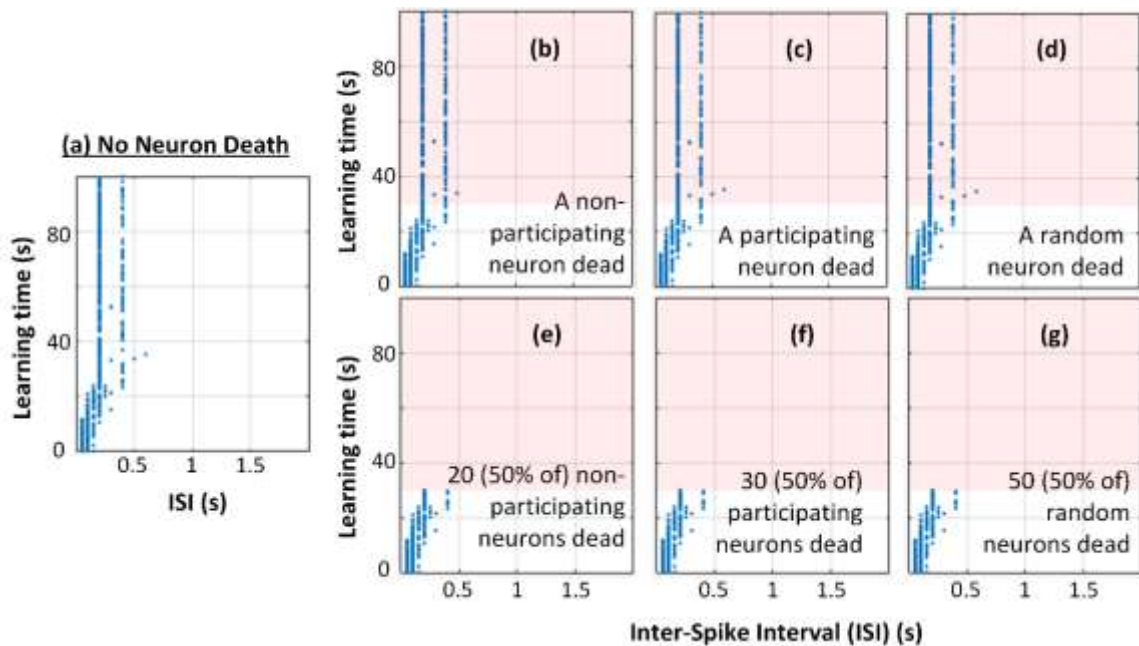 (a) No Neuron Death
Learning time (s)
80
40
0
0.5
1
1.5
ISI (s)
Learning time (s)
80
40
0
(b)
A non-
participating
neuron dead
(c)
A participating
neuron dead
(d)
A random
neuron dead
Learning time (s)
80
40
0
(e)
20 (50% of) non-
participating
neurons dead
0.5
1
1.5
(f)
30 (50% of)
participating
neurons dead
0.5
1
1.5
(g)
50 (50% of)
random
neurons dead
0.5
1
1.5
Inter-Spike Interval (ISI) (s)